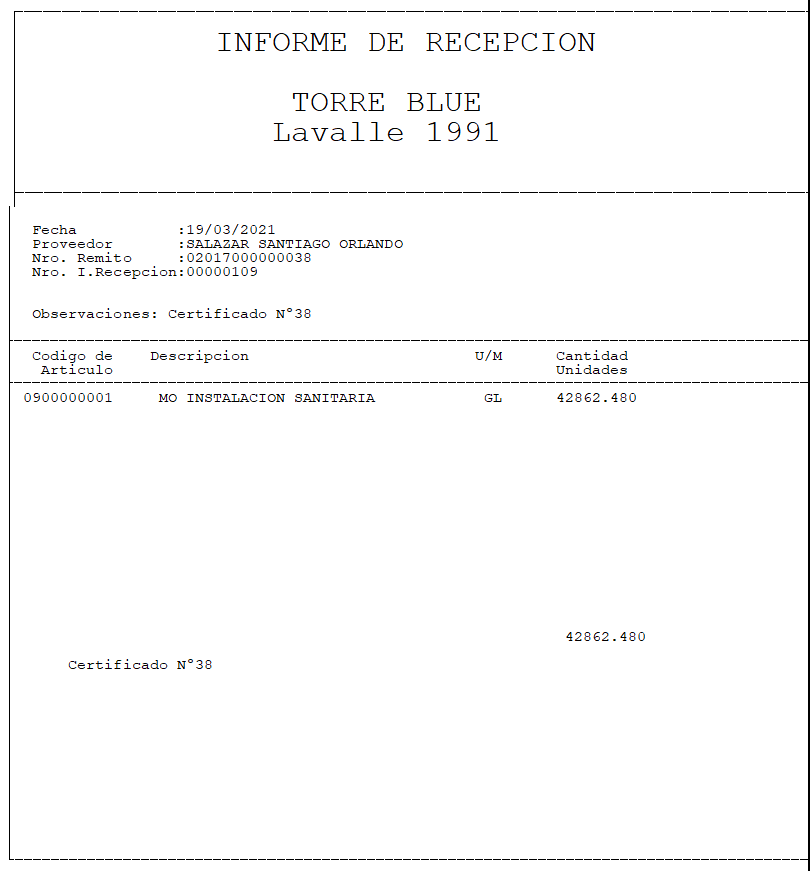 INFORME DE RECEPCION
TORRE BLUE
Lavalle 1991
Fecha :19/03/2021
Proveedor :SALAZAR SANTIAGO ORLANDO
Nro. Remito :02017000000038
Nro. I.Recepcion:00000109
Observaciones: Certificado N°38
Codigo de Descripcion U/M Cantidad
Articulo Unidades
0900000001 MO INSTALACION SANITARIA GL 42862.480
42862.480
Certificado N°38